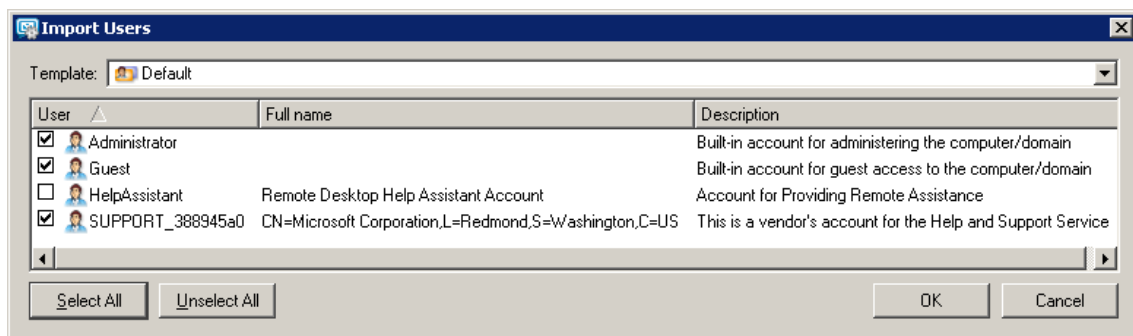 Import Users
Template: Default
User Full name Description
Administrator Built-in account for administering the computer/domain
Guest Built-in account for guest access to the computer/domain
HelpAssistant Remote Desktop Help Assistant Account Account for Providing Remote Assistance
SUPPORT_388945a0 CN=Microsoft Corporation,L=Redmond,S=Washington,C=US This is a vendor's account for the Help and Support Service
Select All Unselect All OK Cancel